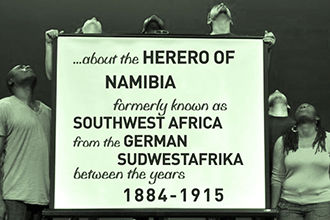 ...about the HERERO OF
NAMIBIA
formerly known as
SOUTHWEST AFRICA
from the GERMAN
SUDWESTAFRIKA
between the years
1884-1915